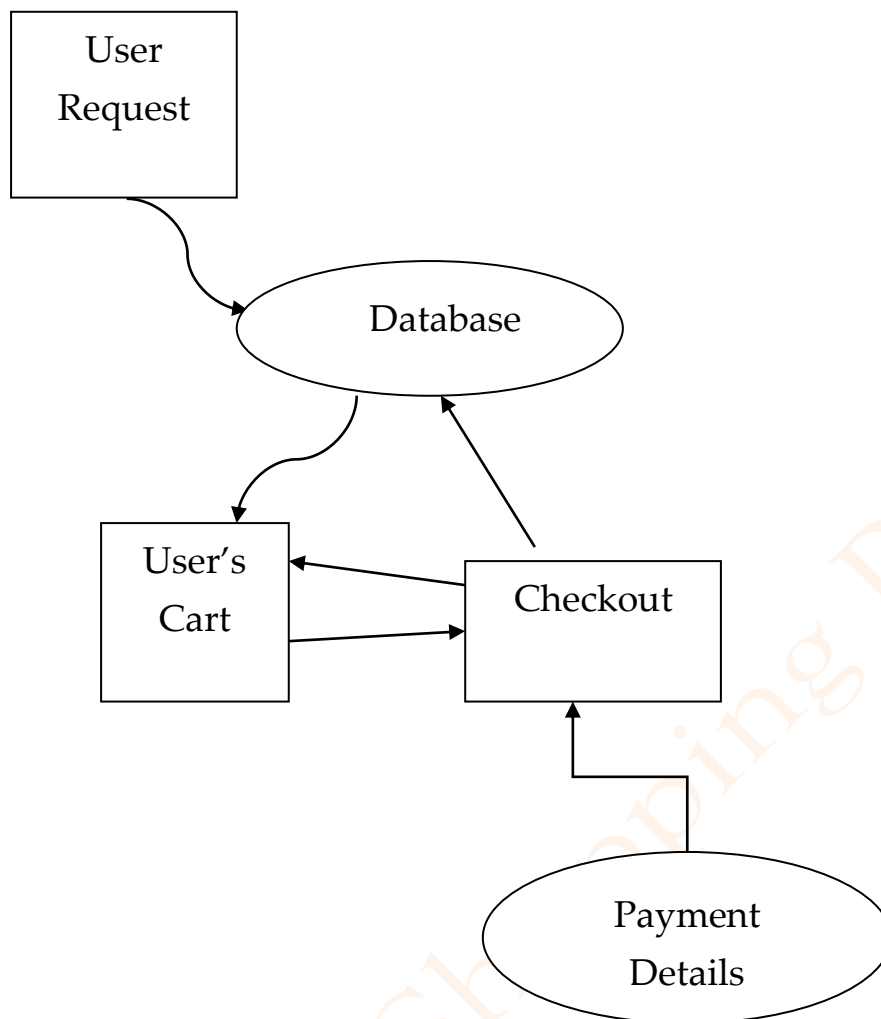 User
Request
Database
User’s
Cart
Checkout
Payment
Details